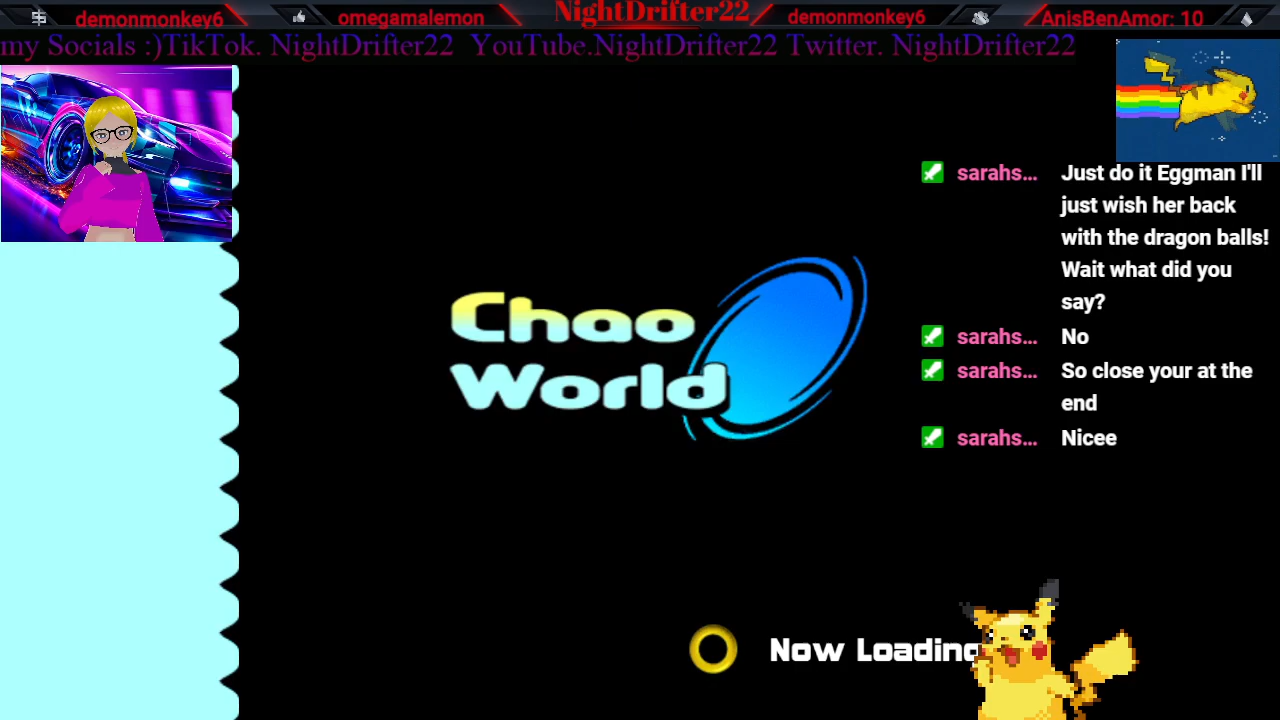 demonmonkey6
omegamalemon
NightDrifter22
demonmonkey6
AnisBenAmor: 10
my Socials :)TikTok. NightDrifter22 YouTube.NightDrifter22 Twitter. NightDrifter22
sarahs... Just do it Eggman I'll
just wish her back
with the dragon balls!
Wait what did you
say?
sarahs... No
sarahs... So close your at the
end
sarahs... Nicee
Chao
World
Now Loading